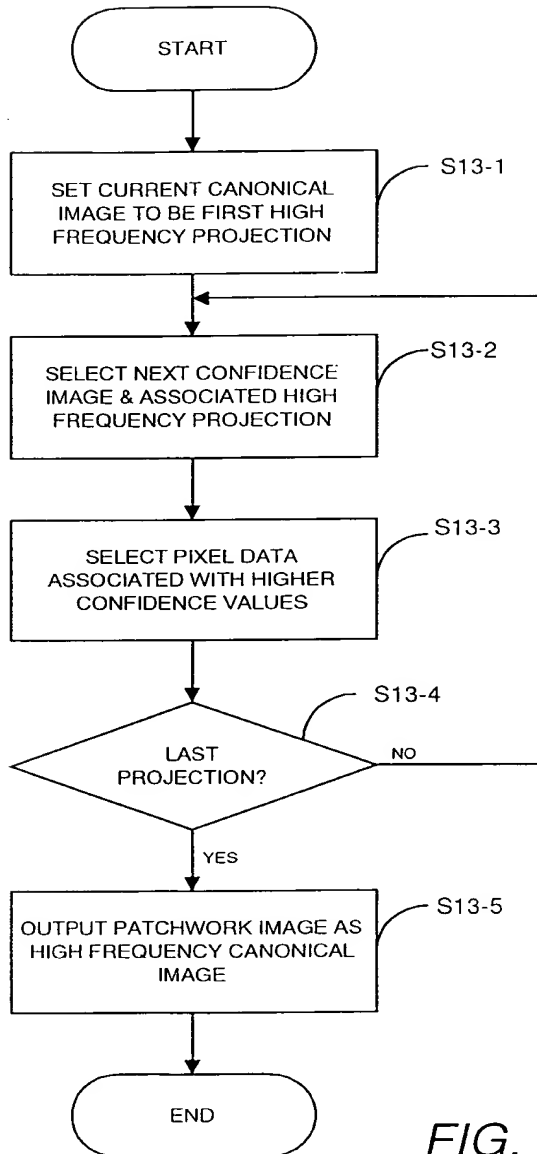 START
SET CURRENT CANONICAL
IMAGE TO BE FIRST HIGH
FREQUENCY PROJECTION
S13-1
SELECT NEXT CONFIDENCE
IMAGE & ASSOCIATED HIGH
FREQUENCY PROJECTION
S13-2
SELECT PIXEL DATA
ASSOCIATED WITH HIGHER
CONFIDENCE VALUES
S13-3
LAST
PROJECTION?
S13-4
NO
YES
OUTPUT PATCHWORK IMAGE AS
HIGH FREQUENCY CANONICAL
IMAGE
S13-5
END
FIG.